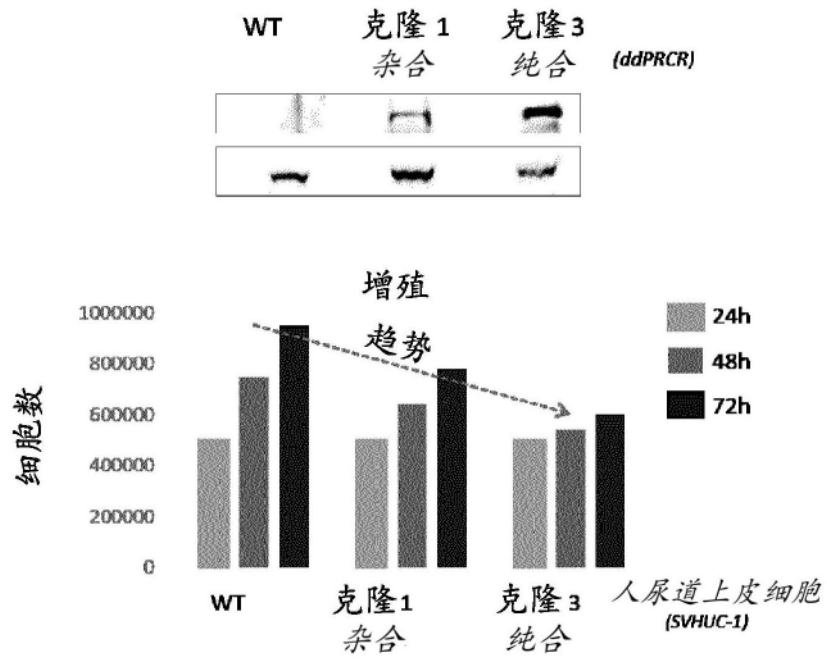 WT 克隆 1 克隆 3
杂合 纯合 (ddPRCR)
增殖
趋势
1000000
800000
600000
400000
200000
0
细胞数
24h
48h
72h
WT 克隆1 克隆 3 人尿道上皮细胞
杂合 纯合 (SVHUC-1)